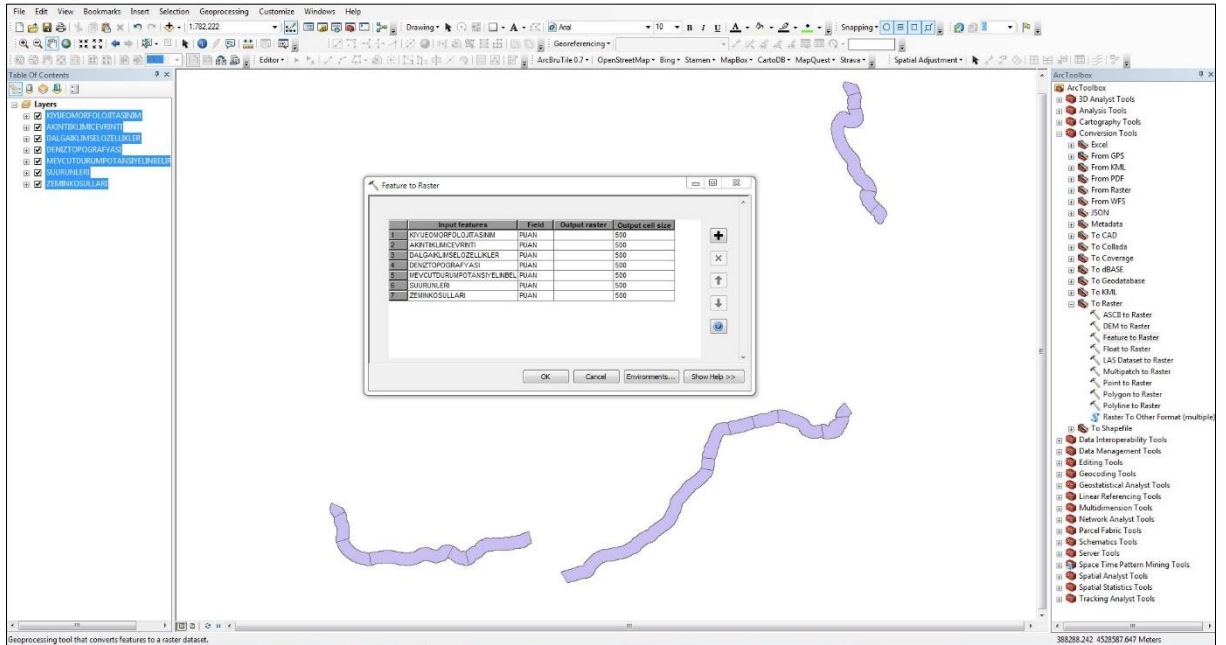 File Edit View Bookmarks Insert Selection Geoprocessing Customize Windows Help
1:782.222 Drawing A Arial 10 B I U A Snapping
Georeferencing
Editor ArcBruTile 0.7 OpenStreetMap Bing Stamen MapBox CartoDB MapQuest Strava Spatial Adjustment
Table Of Contents
Layers
KIYIJEOMORFOLOJITASINIM
AKINTIIKLIMICEVRINTI
DALGAIKLIMSELOZELLIKLER
DENIZTOPOGRAFYASI
MEVCUTDURUMPOTANSIYELINBELIR
SUURUNLERI
ZEMINKOSULLARI
Feature to Raster
Input features Field Output raster Output cell size
1 KIYIJEOMORFOLOJITASINIM PUAN 500
2 AKINTIIKLIMICEVRINTI PUAN 500
3 DALGAIKLIMSELOZELLIKLER PUAN 500
4 DENIZTOPOGRAFYASI PUAN 500
5 MEVCUTDURUMPOTANSIYELINBEL PUAN 500
6 SUURUNLERI PUAN 500
7 ZEMINKOSULLARI PUAN 500
OK Cancel Environments... Show Help >>
ArcToolbox
ArcToolbox
3D Analyst Tools
Analysis Tools
Cartography Tools
Conversion Tools
Excel
From GPS
From KML
From PDF
From Raster
From WFS
JSON
Metadata
To CAD
To Collada
To Coverage
To dBASE
To Geodatabase
To KML
To Raster
ASCII to Raster
DEM to Raster
Feature to Raster
Float to Raster
LAS Dataset to Raster
Multipatch to Raster
Point to Raster
Polygon to Raster
Polyline to Raster
Raster To Other Format (multiple)
To Shapefile
Data Interoperability Tools
Data Management Tools
Editing Tools
Geocoding Tools
Geostatistical Analyst Tools
Linear Referencing Tools
Multidimension Tools
Network Analyst Tools
Parcel Fabric Tools
Schematics Tools
Server Tools
Space Time Pattern Mining Tools
Spatial Analyst Tools
Spatial Statistics Tools
Tracking Analyst Tools
Geoprocessing tool that converts features to a raster dataset.
388288.242 4528587.647 Meters